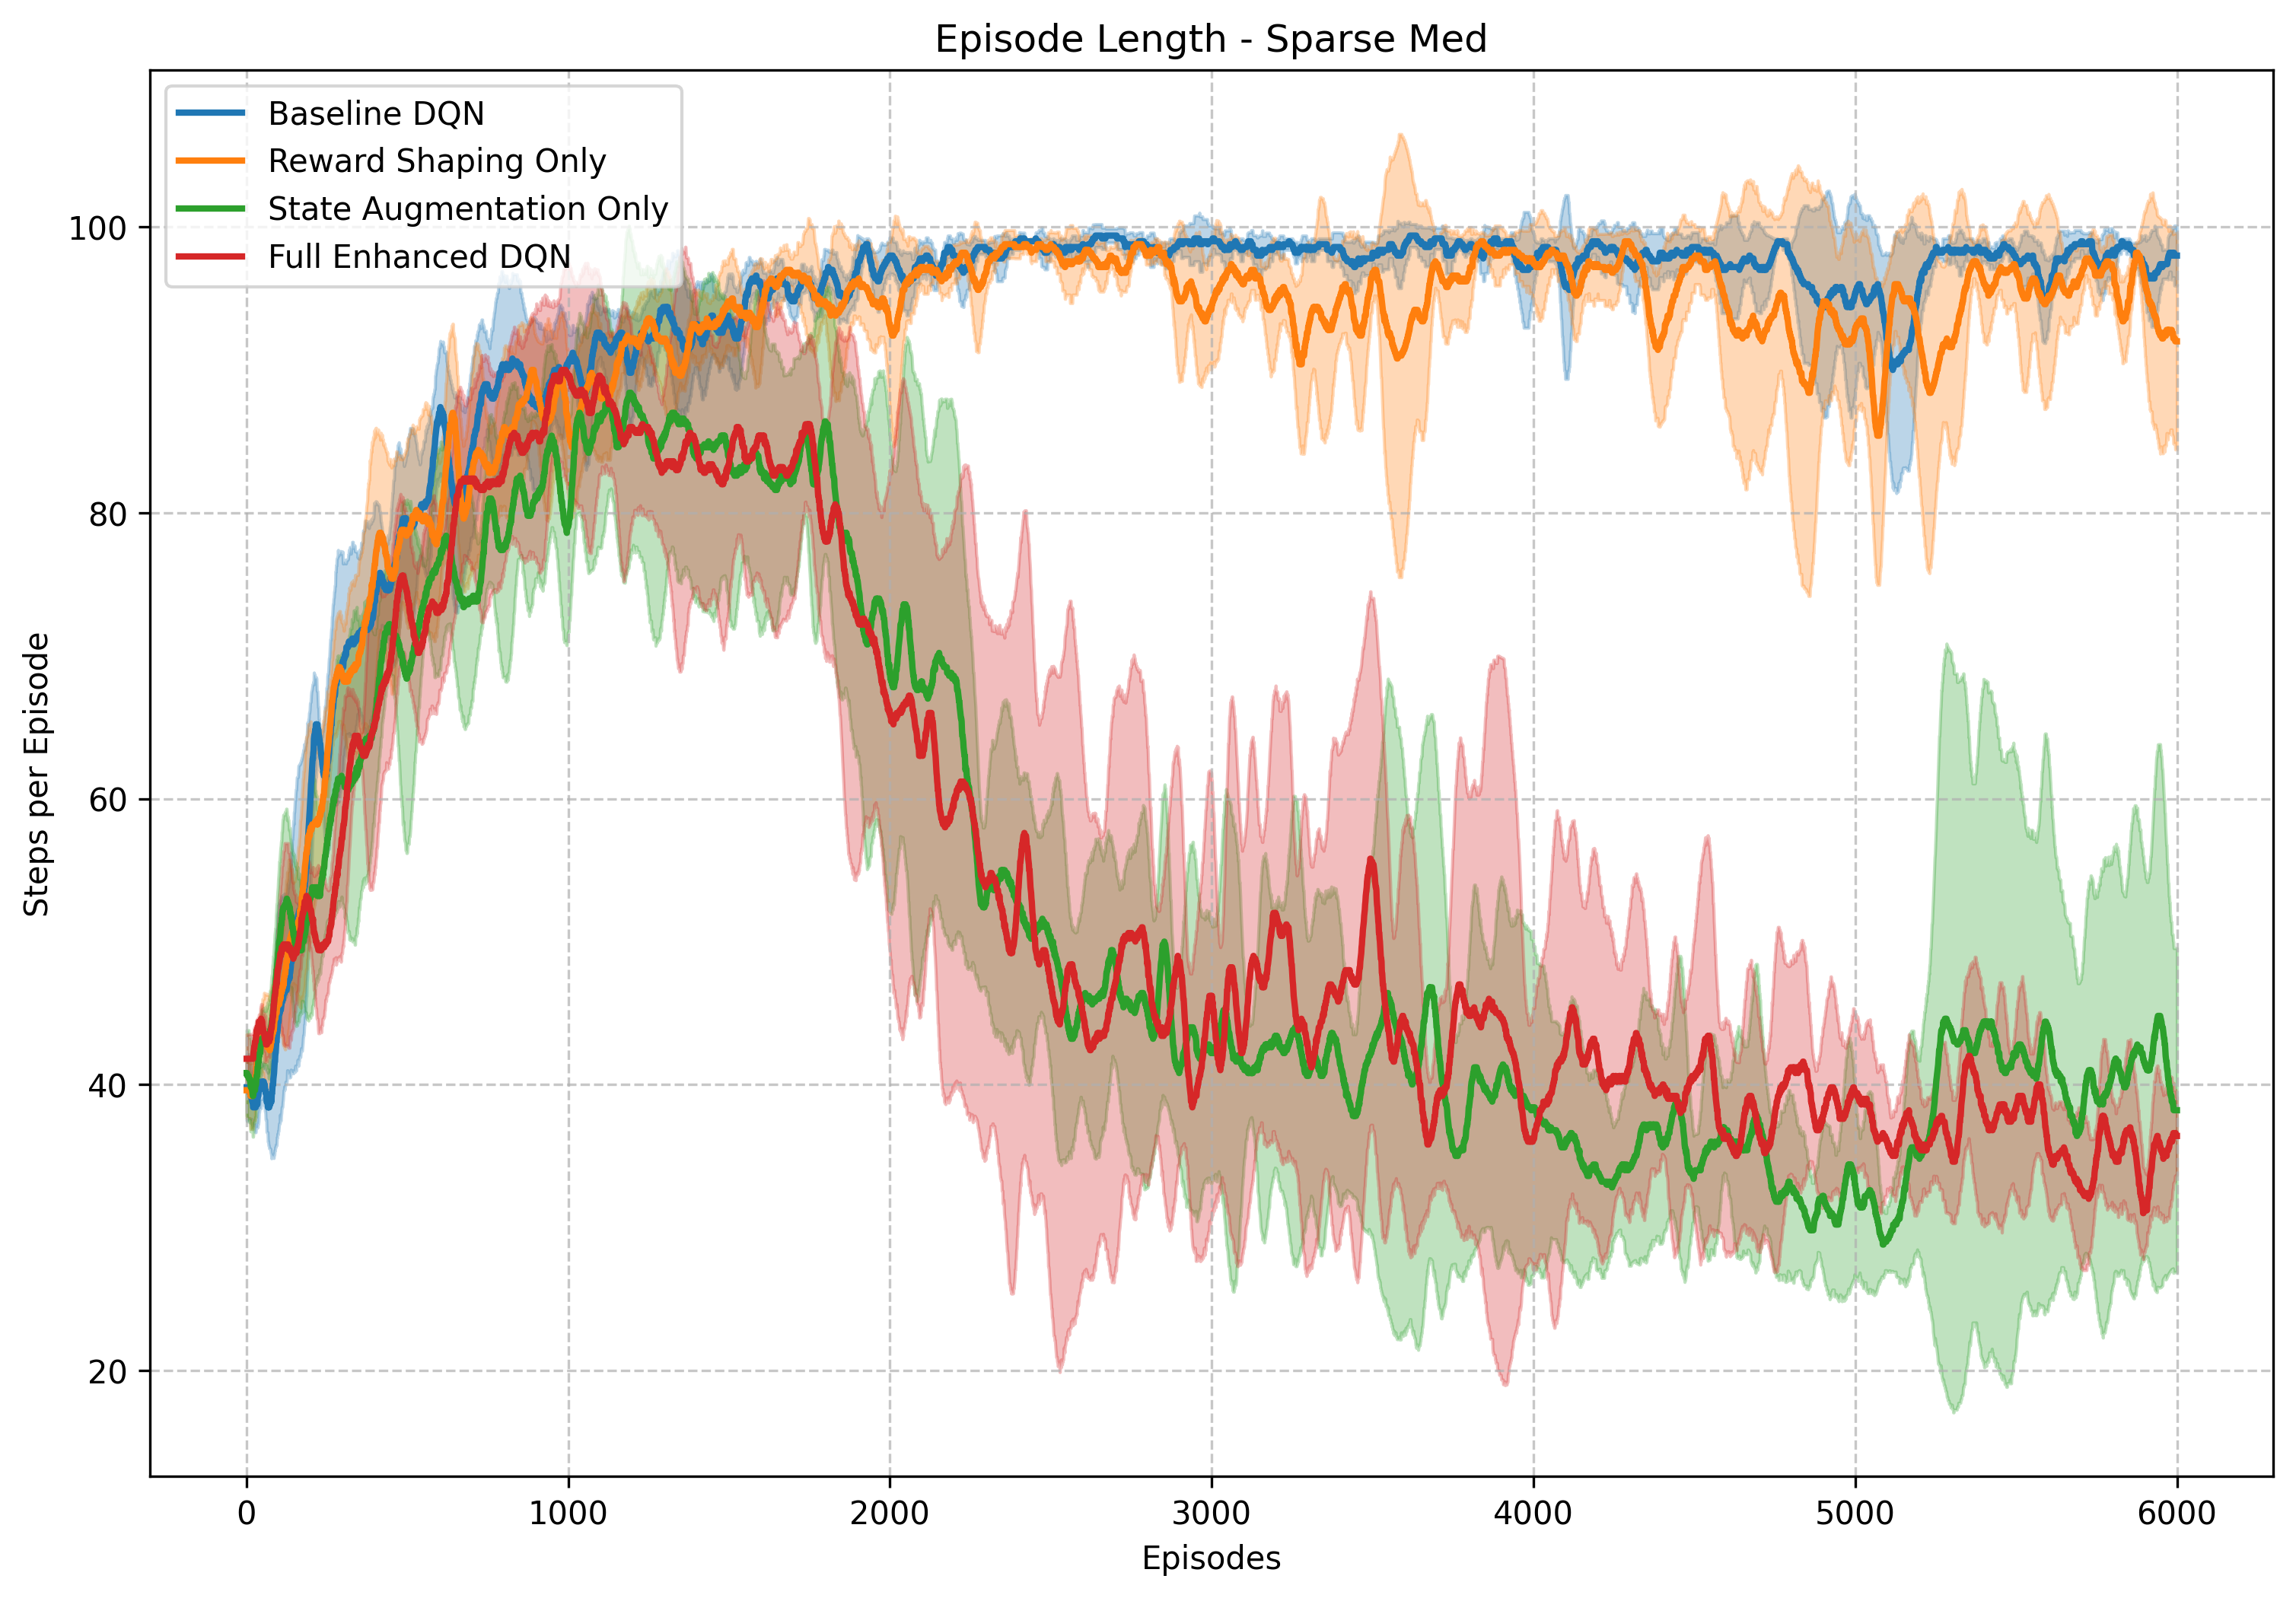 Episode Length - Sparse Med
Baseline DQN
Reward Shaping Only
State Augmentation Only
Full Enhanced DQN
100
80
60
40
20
Steps per Episode
0 1000 2000 3000 4000 5000 6000
Episodes